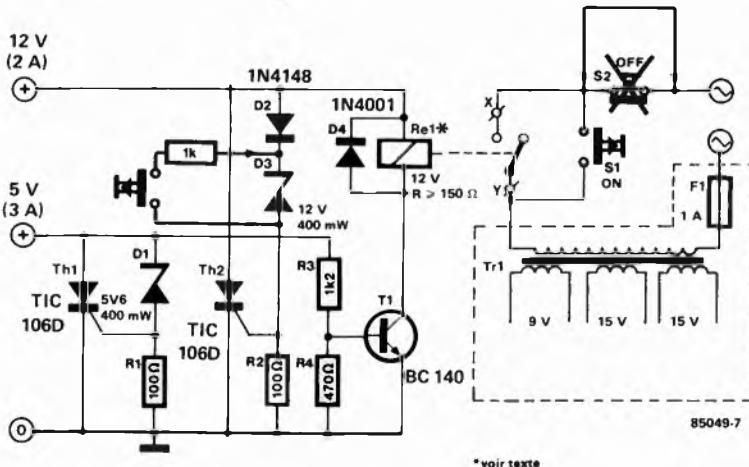 12 V
(2 A)
+
5 V
(3 A)
+
0
1N4148
D2
1k
D3
12 V
400 mW
1N4001
D4
Re1*
12 V
R ⩾ 150 Ω
X
Y
OFF
S2
S1
ON
F1
1 A
Tr1
9 V
15 V
15 V
Th1
TIC
106D
D1
5V6
400 mW
R1
100Ω
Th2
TIC
106D
R2
100Ω
R3
1k2
R4
470Ω
T1
BC 140
85049-7
*voir texte